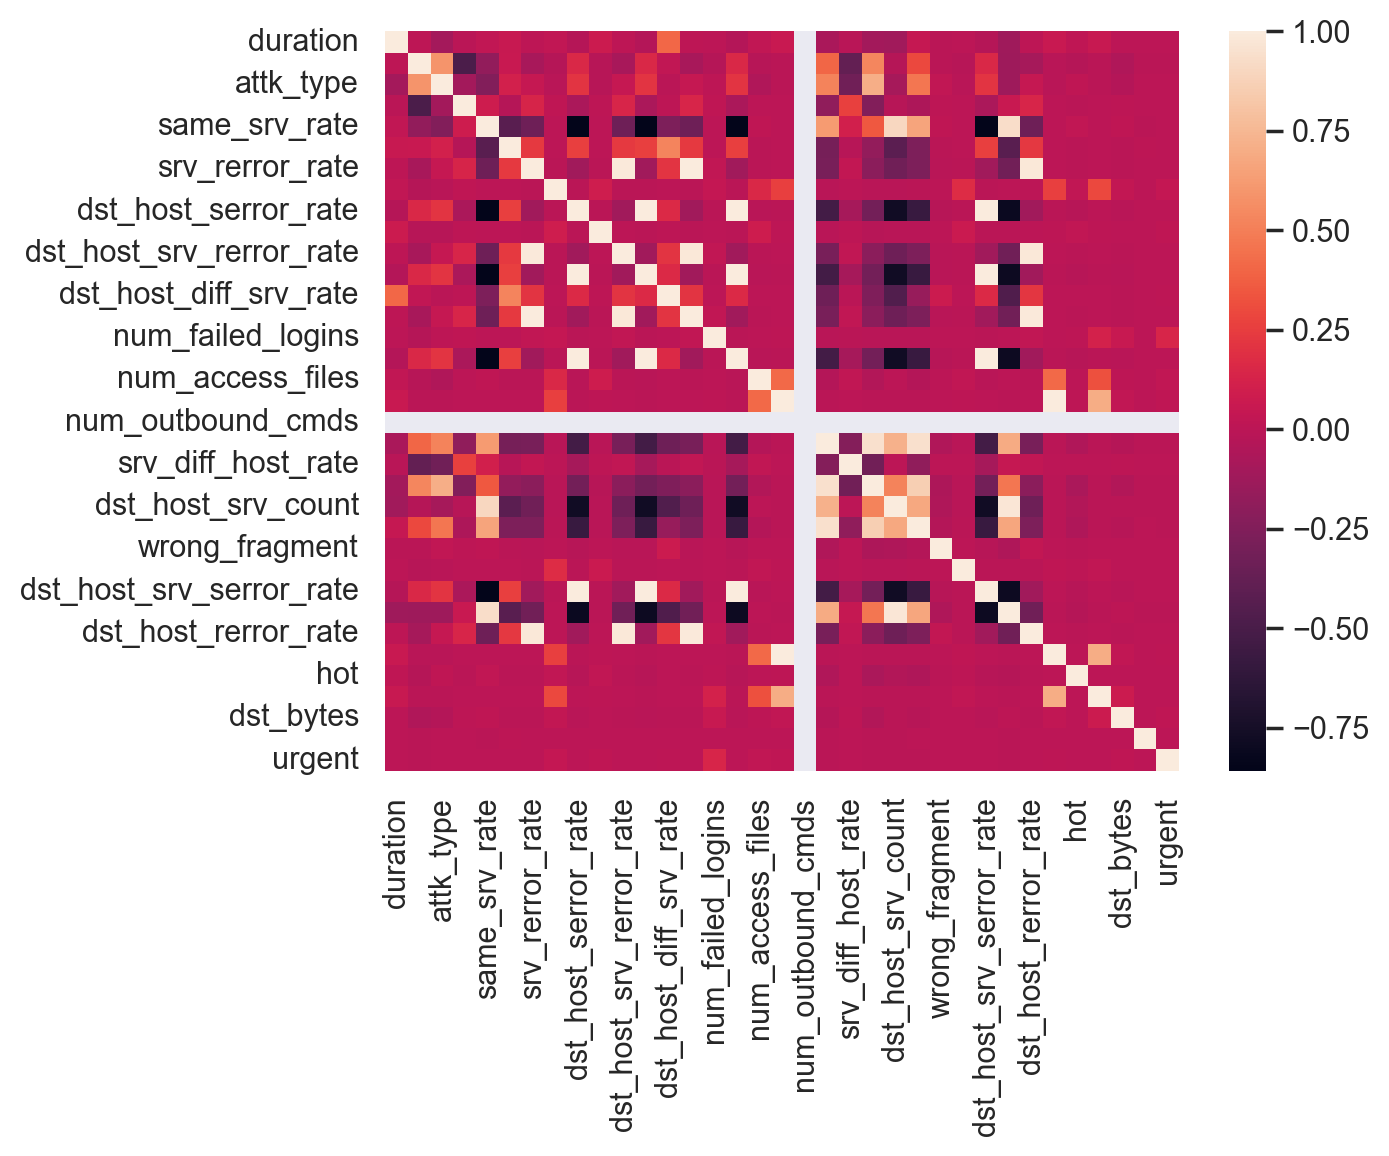 duration
attk_type
same_srv_rate
srv_rerror_rate
dst_host_serror_rate
dst_host_srv_rerror_rate
dst_host_diff_srv_rate
num_failed_logins
num_access_files
num_outbound_cmds
srv_diff_host_rate
dst_host_srv_count
wrong_fragment
dst_host_srv_serror_rate
dst_host_rerror_rate
hot
dst_bytes
urgent
1.00
0.75
0.50
0.25
0.00
−0.25
−0.50
−0.75
duration
attk_type
same_srv_rate
srv_rerror_rate
dst_host_serror_rate
dst_host_srv_rerror_rate
dst_host_diff_srv_rate
num_failed_logins
num_access_files
num_outbound_cmds
srv_diff_host_rate
dst_host_srv_count
wrong_fragment
dst_host_srv_serror_rate
dst_host_rerror_rate
hot
dst_bytes
urgent